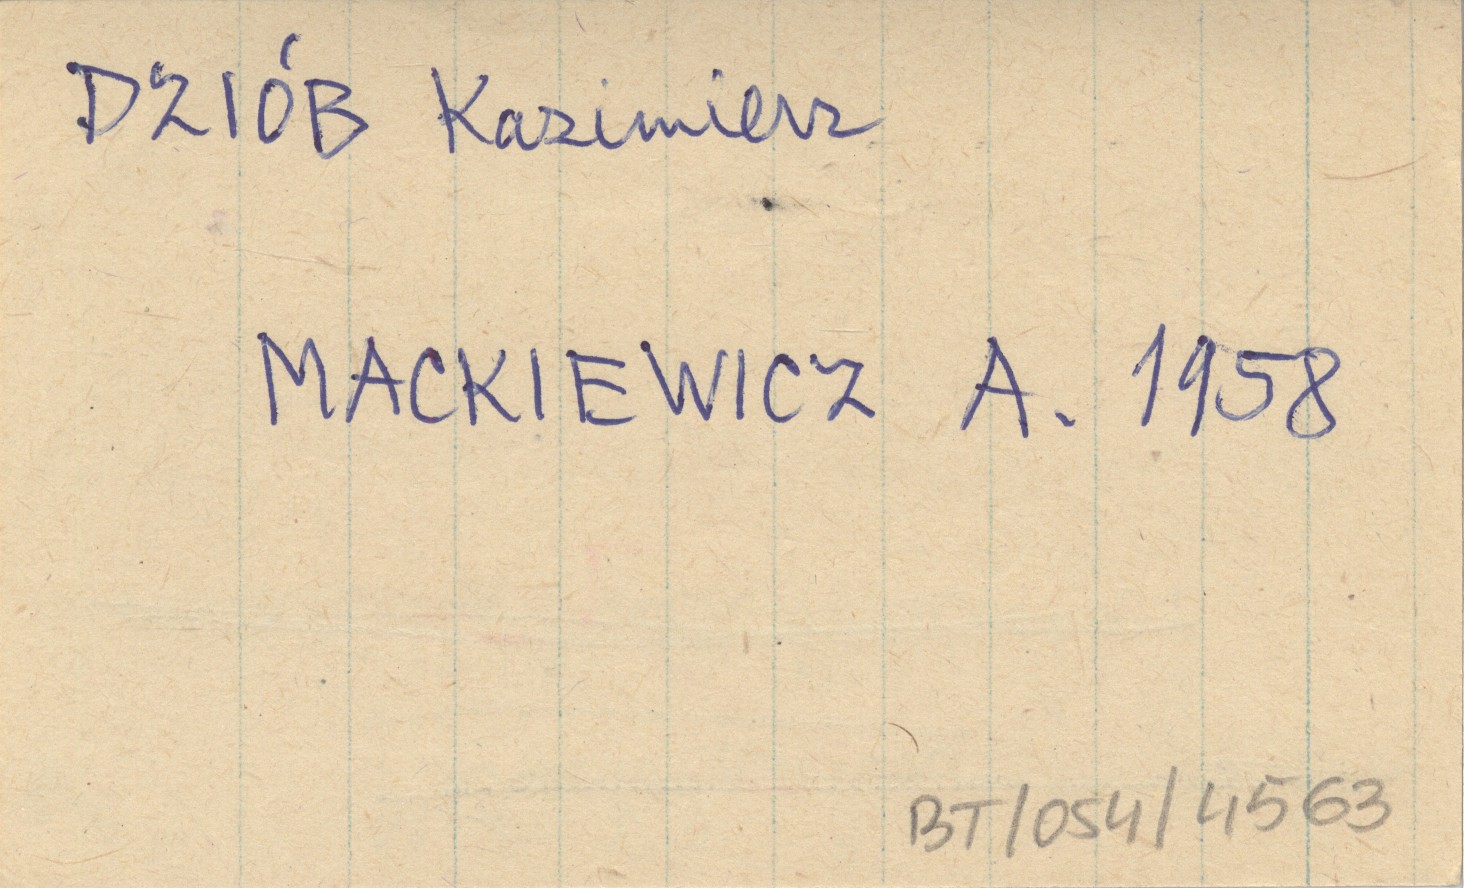 DZIÓB Kazimierz
MACKIEWICZ A. 1958
BT/054/4563